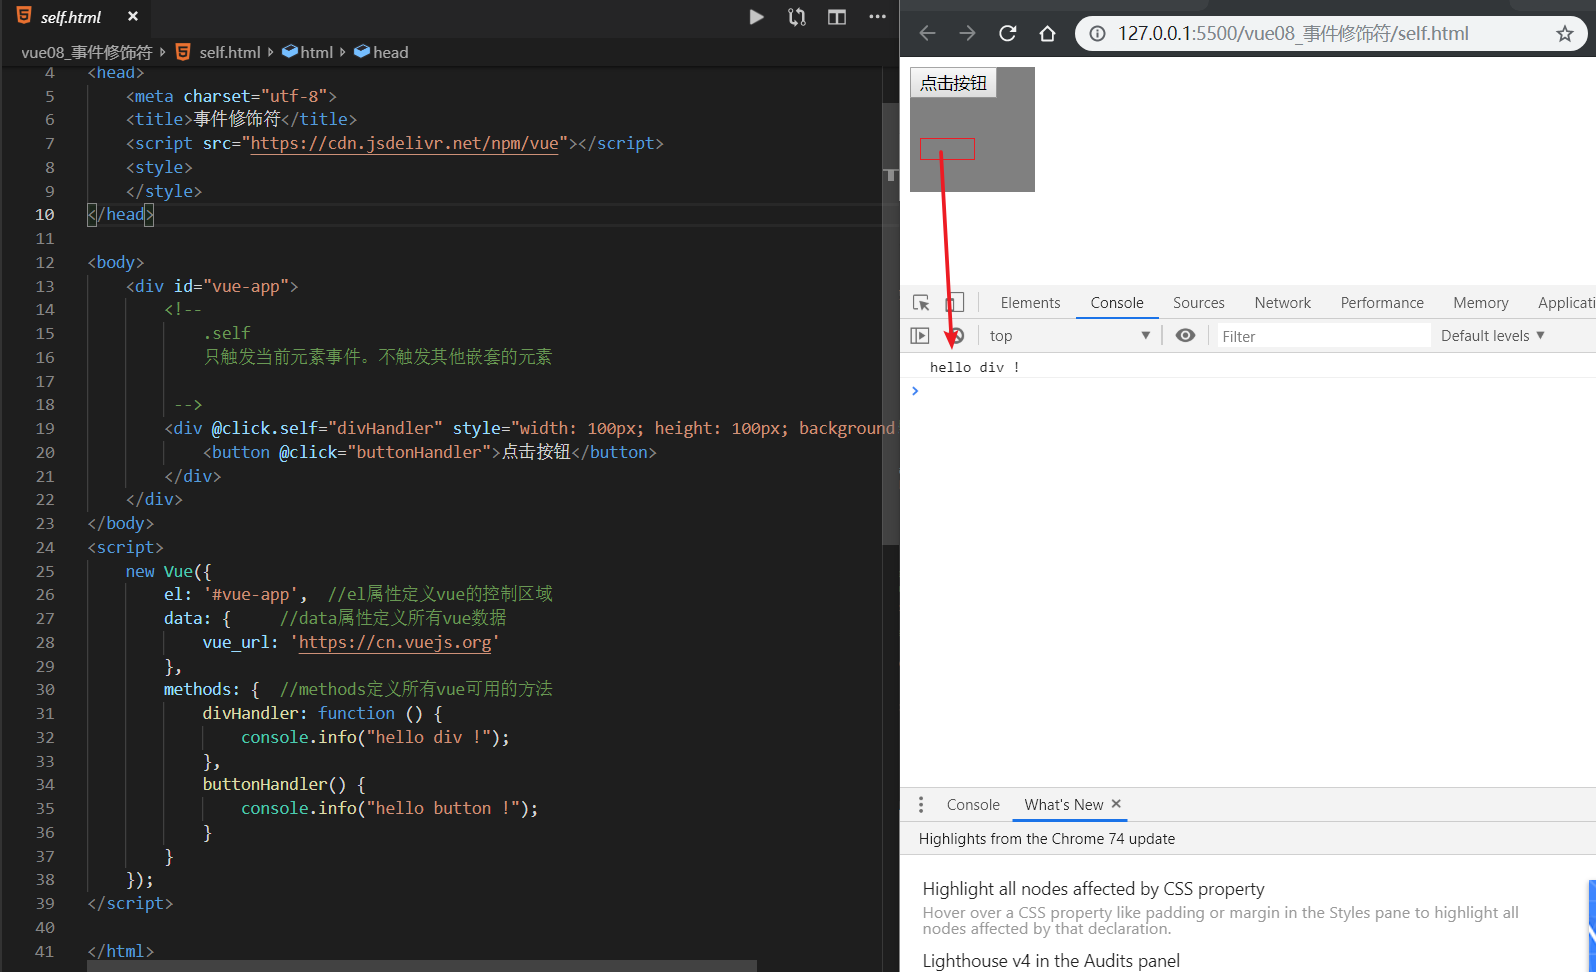 self.html ×
vue08_事件修饰符 › self.html › html › head
4 <head>
5 <meta charset="utf-8">
6 <title>事件修饰符</title>
7 <script src="https://cdn.jsdelivr.net/npm/vue"></script>
8 <style>
9 </style>
10 </head>
11
12 <body>
13 <div id="vue-app">
14 <!--
15 .self
16 只触发当前元素事件。不触发其他嵌套的元素
17
18 -->
19 <div @click.self="divHandler" style="width: 100px; height: 100px; background
20 <button @click="buttonHandler">点击按钮</button>
21 </div>
22 </div>
23 </body>
24 <script>
25 new Vue({
26 el: '#vue-app', //el属性定义vue的控制区域
27 data: { //data属性定义所有vue数据
28 vue_url: 'https://cn.vuejs.org'
29 },
30 methods: { //methods定义所有vue可用的方法
31 divHandler: function () {
32 console.info("hello div !");
33 },
34 buttonHandler() {
35 console.info("hello button !");
36 }
37 }
38 });
39 </script>
40
41 </html>
127.0.0.1:5500/vue08_事件修饰符/self.html
点击按钮
Elements Console Sources Network Performance Memory Applicati
top Filter Default levels
hello div !
Console What's New ×
Highlights from the Chrome 74 update
Highlight all nodes affected by CSS property
Hover over a CSS property like padding or margin in the Styles pane to highlight all
nodes affected by that declaration.
Lighthouse v4 in the Audits panel